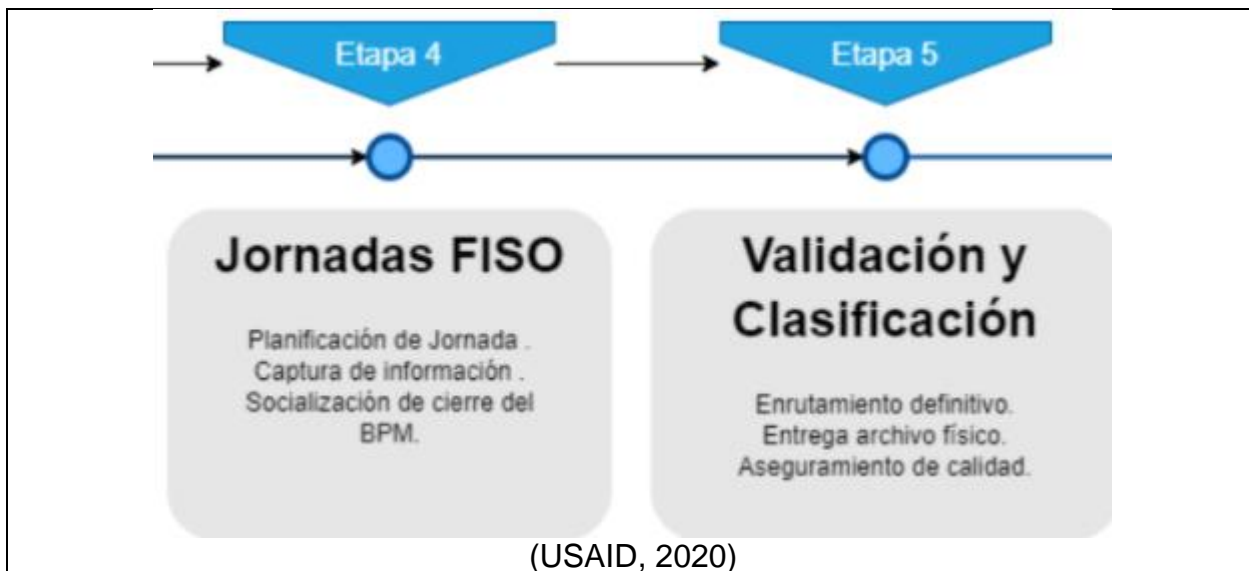 Etapa 4
Etapa 5
Jornadas FISO
Planificación de Jornada .
Captura de información .
Socialización de cierre del
BPM.
Validación y
Clasificación
Enrutamiento definitivo.
Entrega archivo físico.
Aseguramiento de calidad.
(USAID, 2020)